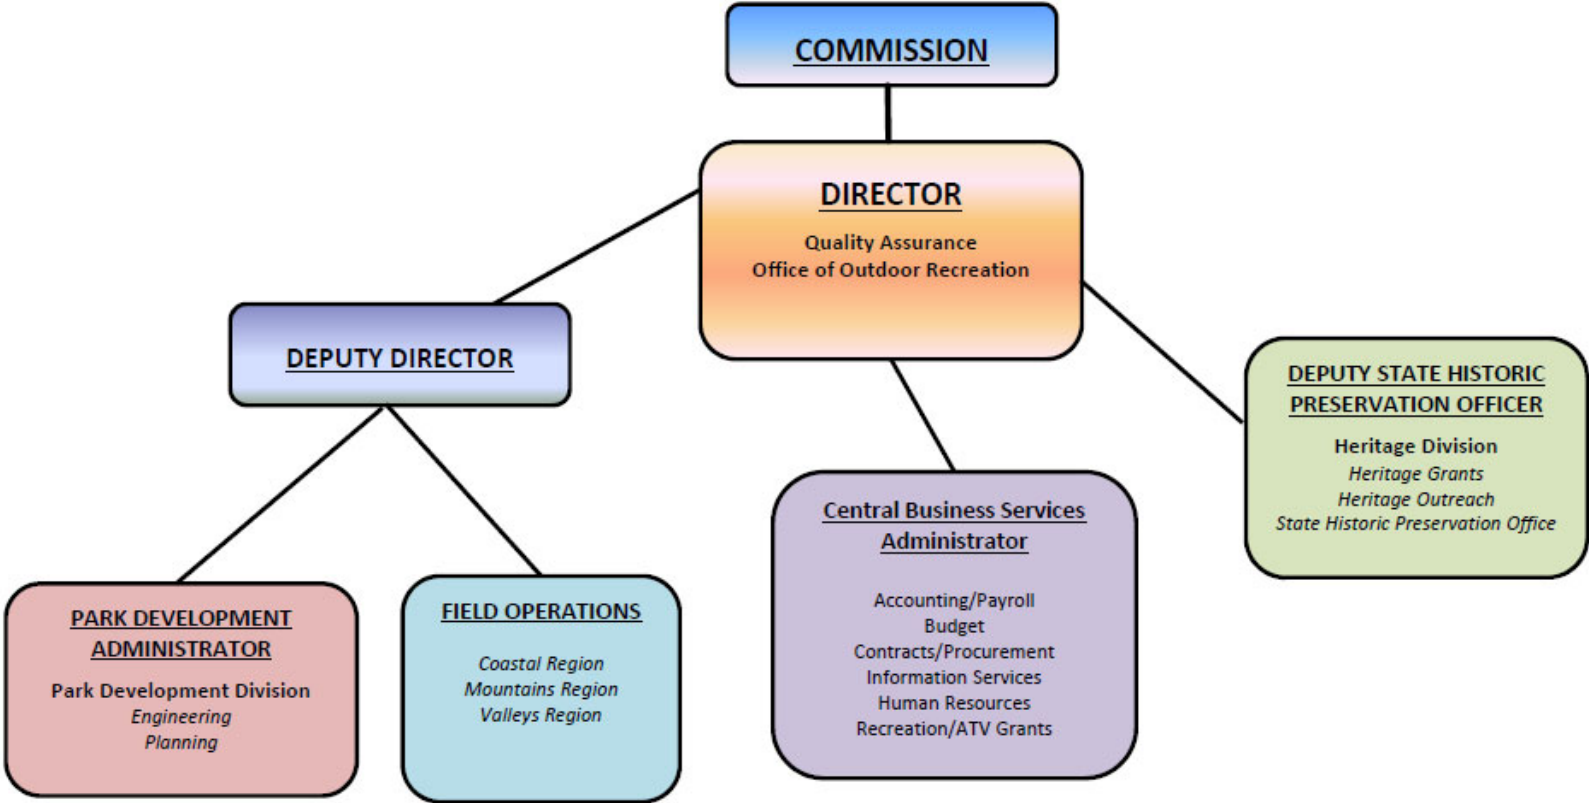 COMMISSION
DIRECTOR
Quality Assurance
Office of Outdoor Recreation
DEPUTY DIRECTOR
DEPUTY STATE HISTORIC
PRESERVATION OFFICER
Heritage Division
Heritage Grants
Heritage Outreach
State Historic Preservation Office
Central Business Services
Administrator
Accounting/Payroll
Budget
Contracts/Procurement
Information Services
Human Resources
Recreation/ATV Grants
PARK DEVELOPMENT
ADMINISTRATOR
Park Development Division
Engineering
Planning
FIELD OPERATIONS
Coastal Region
Mountains Region
Valleys Region